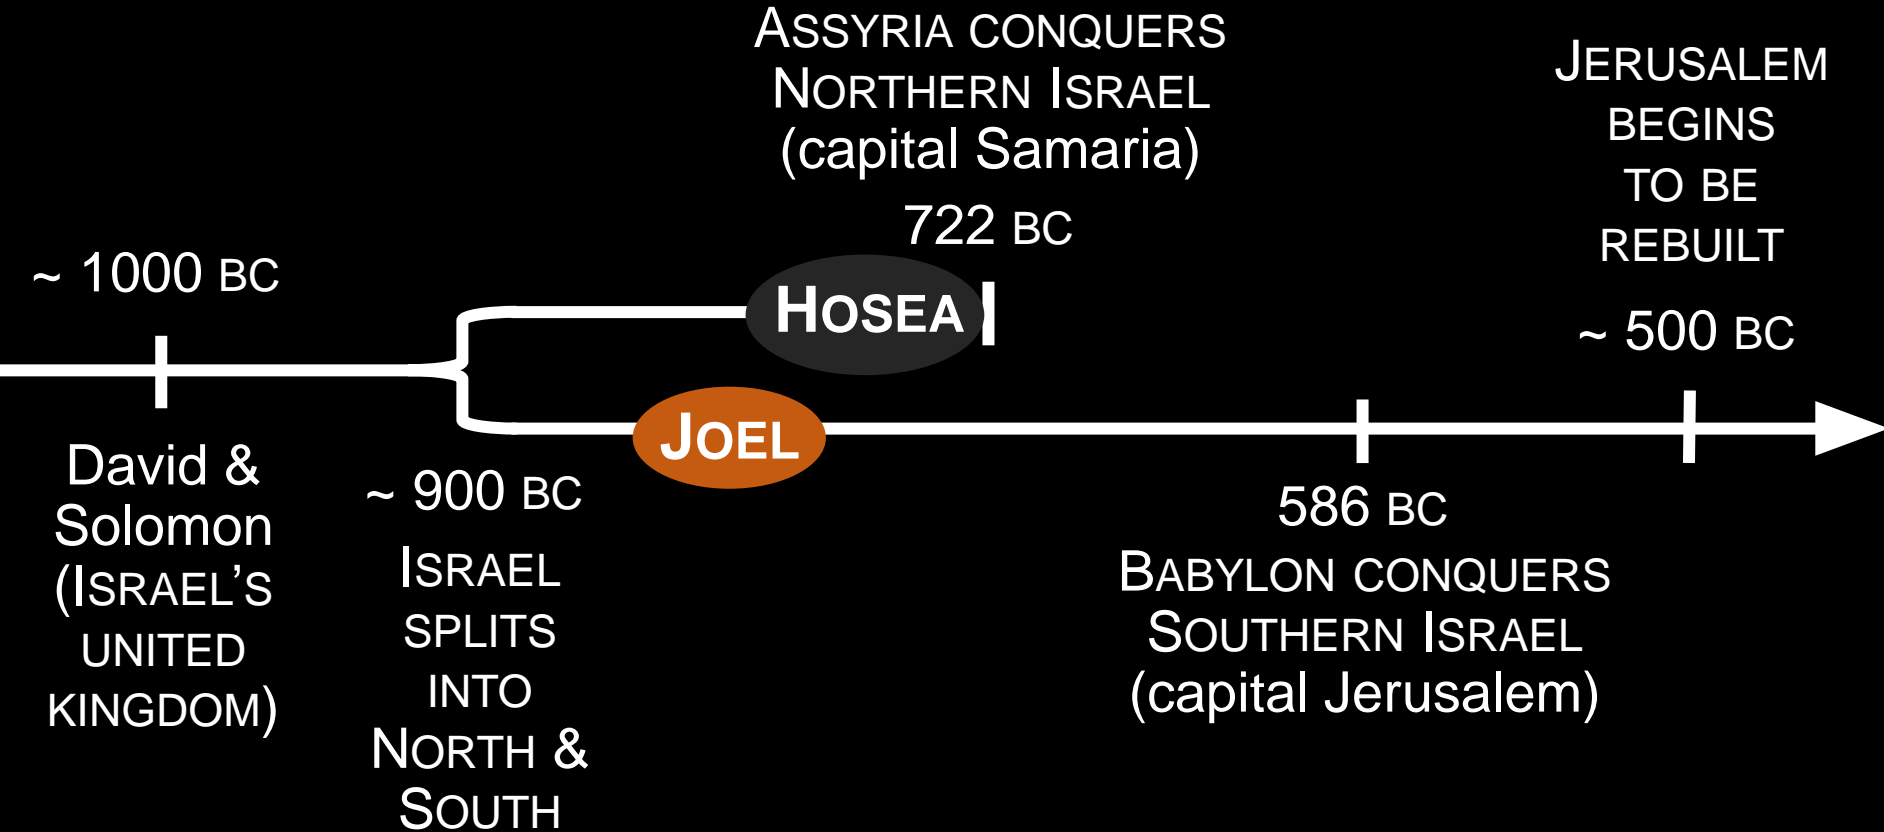 ~ 1000 BC
David &
Solomon
(ISRAEL’S
UNITED
KINGDOM)
~ 900 BC
ISRAEL
SPLITS
INTO
NORTH &
SOUTH
ASSYRIA CONQUERS
NORTHERN ISRAEL
(capital Samaria)
722 BC
HOSEA
JOEL
586 BC
BABYLON CONQUERS
SOUTHERN ISRAEL
(capital Jerusalem)
JERUSALEM
BEGINS
TO BE
REBUILT
~ 500 BC